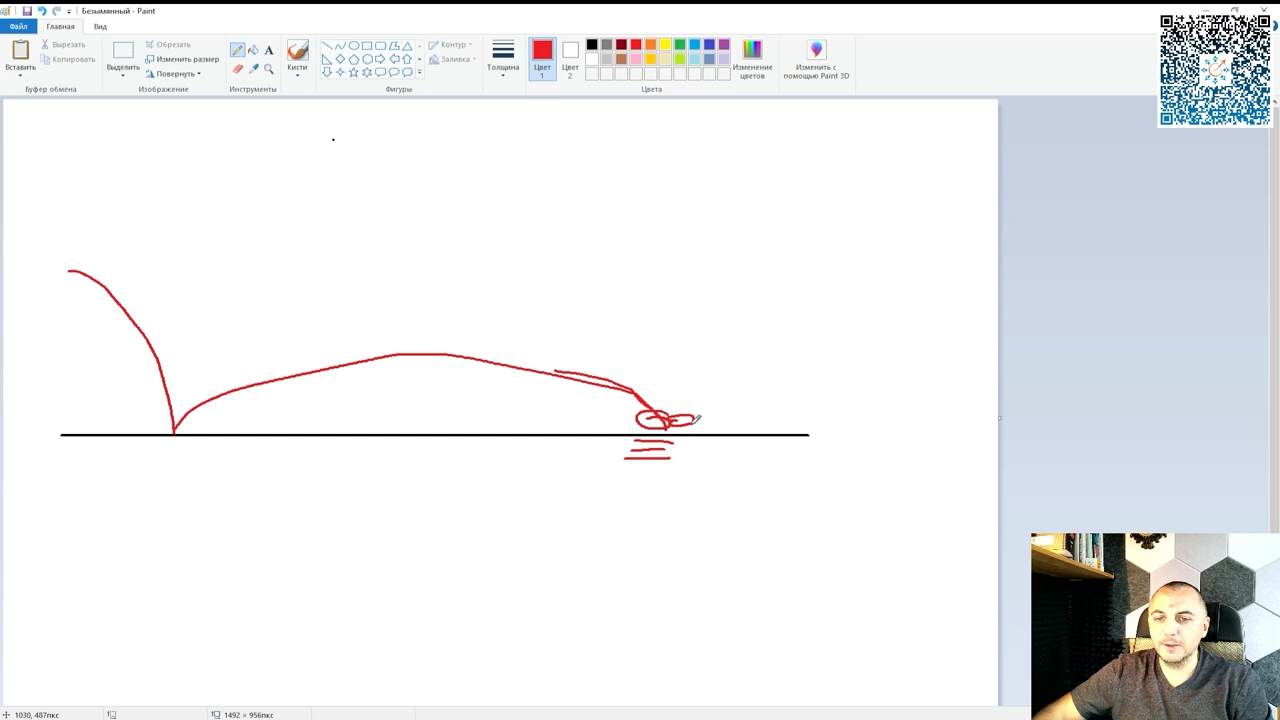 Безымянный - Paint
Файл Главная Вид
Вставить
Вырезать
Копировать
Буфер обмена
Выделить
Обрезать
Изменить размер
Повернуть
Изображение
A
Инструменты
Кисти
Контур
Заливка
Фигуры
Толщина
Цвет 1
Цвет 2
Цвета
Изменение цветов
Изменить с помощью Paint 3D
1030, 487пкс
1492 × 956пкс